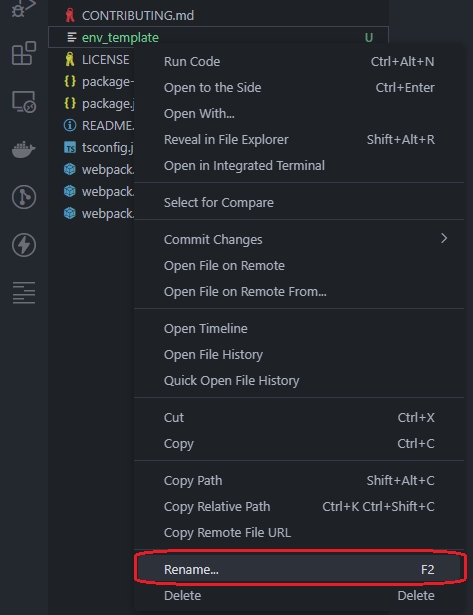 CONTRIBUTING.md
env_template U
LICENSE
Run Code Ctrl+Alt+N
package-
Open to the Side Ctrl+Enter
package.j
Open With...
README.
Reveal in File Explorer Shift+Alt+R
tsconfig.j
Open in Integrated Terminal
webpack.
webpack.
Select for Compare
webpack.
Commit Changes
Open File on Remote
Open File on Remote From...
Open Timeline
Open File History
Quick Open File History
Cut Ctrl+X
Copy Ctrl+C
Copy Path Shift+Alt+C
Copy Relative Path Ctrl+K Ctrl+Shift+C
Copy Remote File URL
Rename... F2
Delete Delete